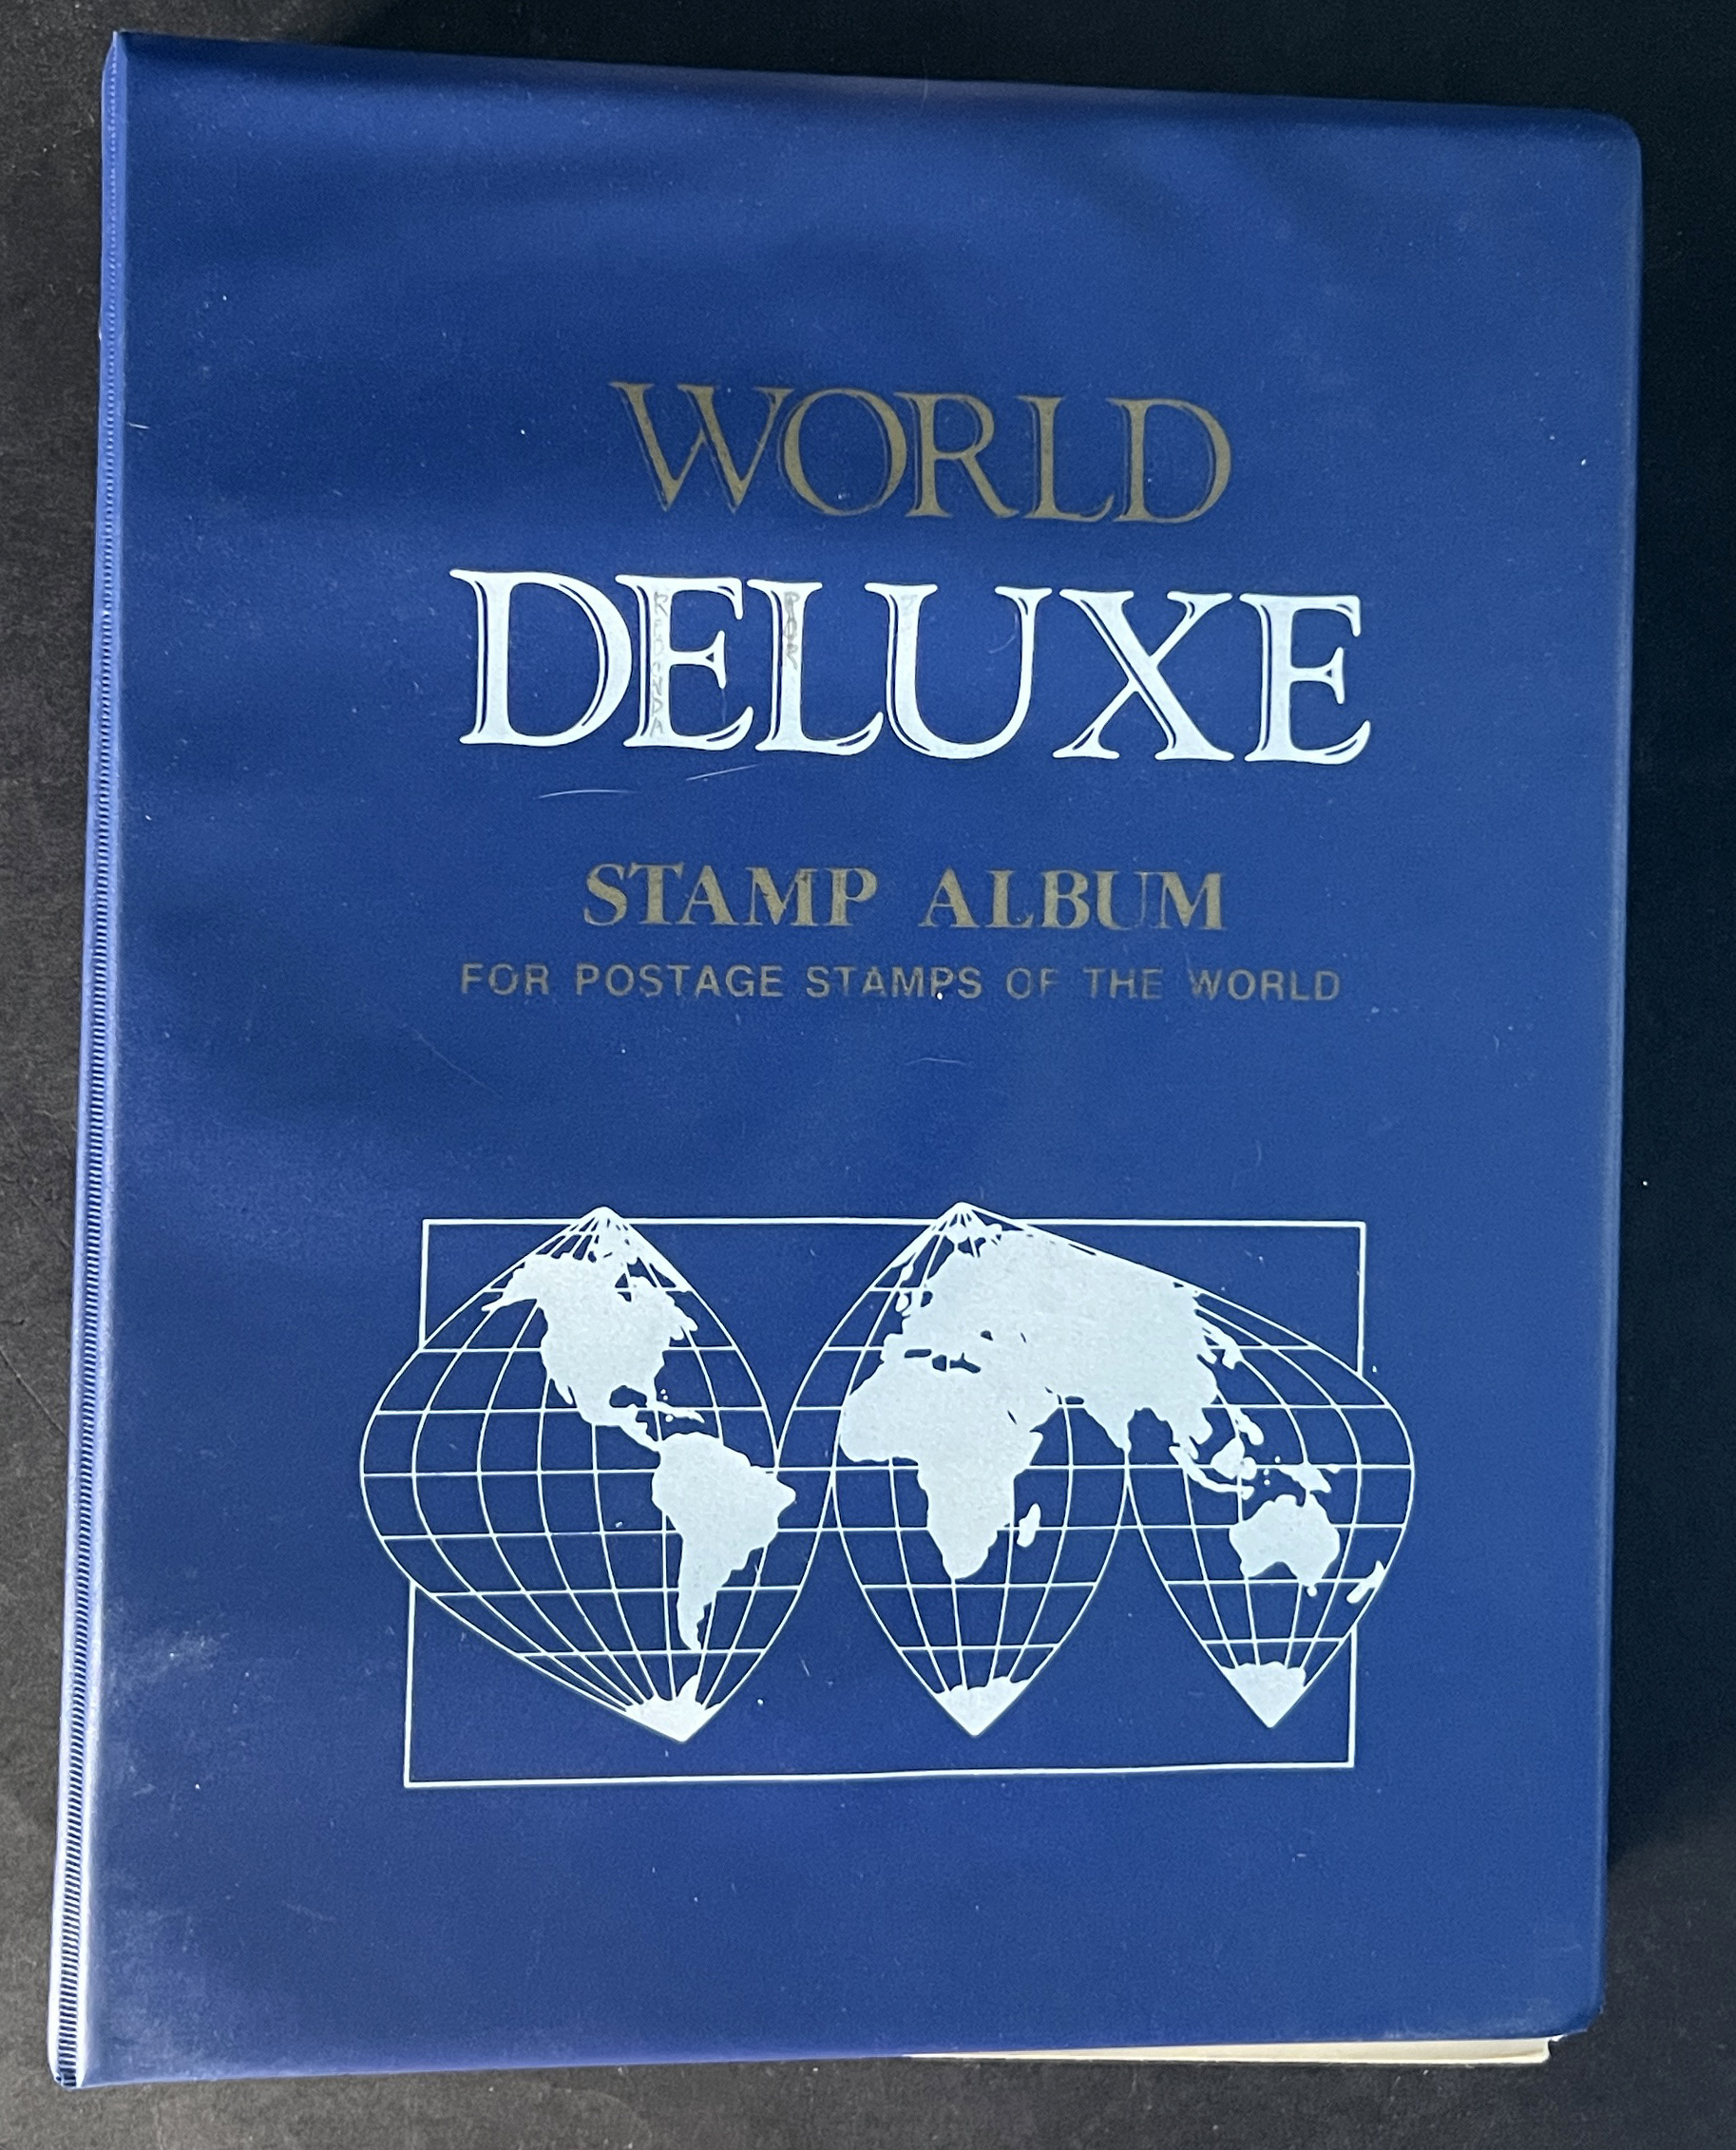 WORLD
DELUXE
STAMP ALBUM
FOR POSTAGE STAMPS OF THE WORLD